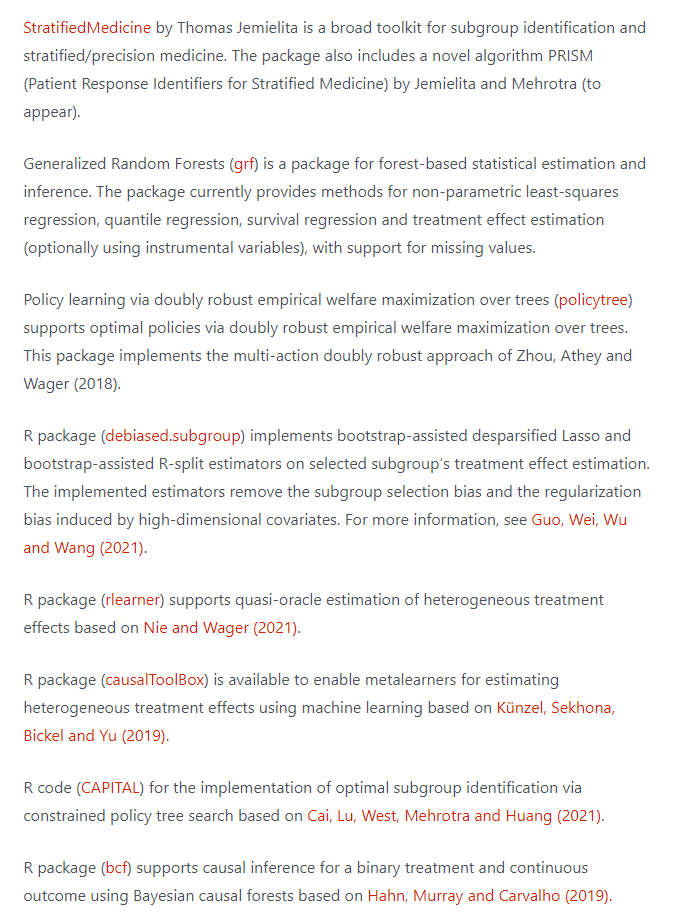 StratifiedMedicine by Thomas Jemielita is a broad toolkit for subgroup identification and
stratified/precision medicine. The package also includes a novel algorithm PRISM
(Patient Response Identifiers for Stratified Medicine) by Jemielita and Mehrotra (to
appear).
Generalized Random Forests (grf) is a package for forest-based statistical estimation and
inference. The package currently provides methods for non-parametric least-squares
regression, quantile regression, survival regression and treatment effect estimation
(optionally using instrumental variables), with support for missing values.
Policy learning via doubly robust empirical welfare maximization over trees (policytree)
supports optimal policies via doubly robust empirical welfare maximization over trees.
This package implements the multi-action doubly robust approach of Zhou, Athey and
Wager (2018).
R package (debiased.subgroup) implements bootstrap-assisted desparsified Lasso and
bootstrap-assisted R-split estimators on selected subgroup’s treatment effect estimation.
The implemented estimators remove the subgroup selection bias and the regularization
bias induced by high-dimensional covariates. For more information, see Guo, Wei, Wu
and Wang (2021).
R package (rlearner) supports quasi-oracle estimation of heterogeneous treatment
effects based on Nie and Wager (2021).
R package (causalToolBox) is available to enable metalearners for estimating
heterogeneous treatment effects using machine learning based on Künzel, Sekhona,
Bickel and Yu (2019).
R code (CAPITAL) for the implementation of optimal subgroup identification via
constrained policy tree search based on Cai, Lu, West, Mehrotra and Huang (2021).
R package (bcf) supports causal inference for a binary treatment and continuous
outcome using Bayesian causal forests based on Hahn, Murray and Carvalho (2019).